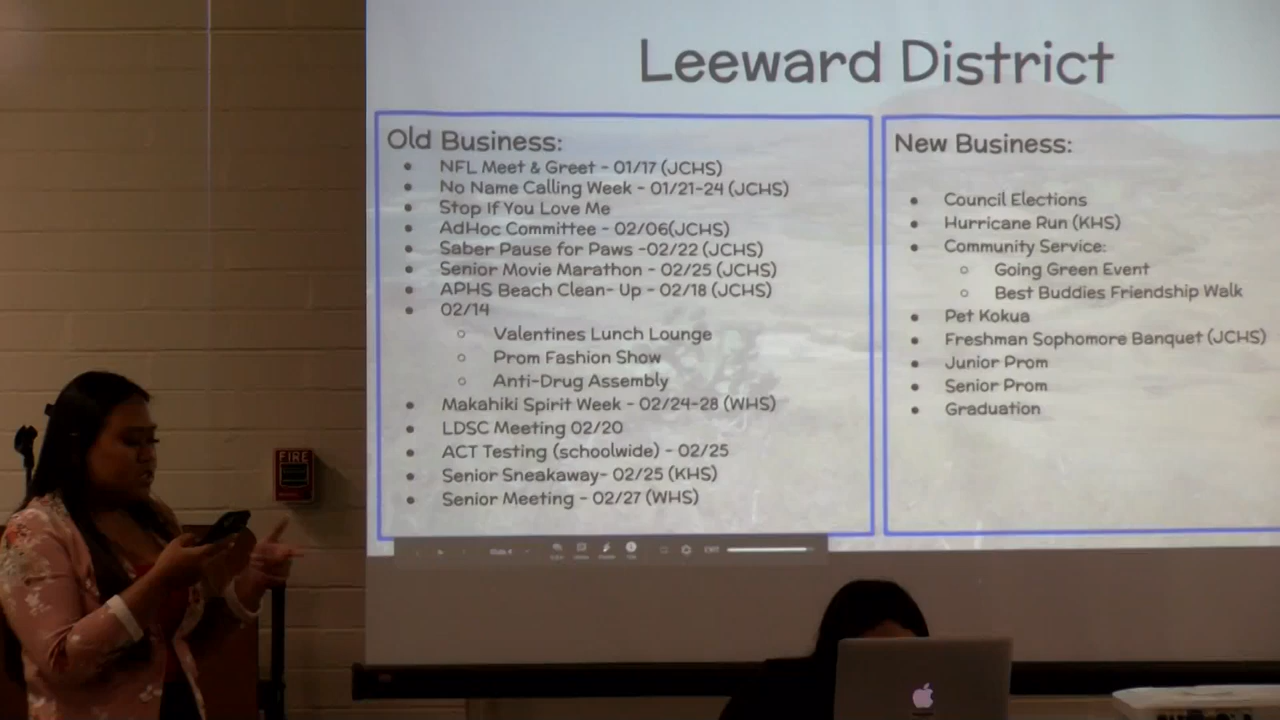 Leeward District
Old Business:
NFL Meet & Greet - 01/17 (JCHS)
No Name Calling Week - 01/21-24 (JCHS)
Stop If You Love Me
AdHoc Committee - 02/06(JCHS)
Saber Pause for Paws -02/22 (JCHS)
Senior Movie Marathon - 02/25 (JCHS)
APHS Beach Clean- Up - 02/18 (JCHS)
02/14
Valentines Lunch Lounge
Prom Fashion Show
Anti-Drug Assembly
Makahiki Spirit Week - 02/24-28 (WHS)
LDSC Meeting 02/20
ACT Testing (schoolwide) - 02/25
Senior Sneakaway- 02/25 (KHS)
Senior Meeting - 02/27 (WHS)
New Business:
Council Elections
Hurricane Run (KHS)
Community Service:
Going Green Event
Best Buddies Friendship Walk
Pet Kokua
Freshman Sophomore Banquet (JCHS)
Junior Prom
Senior Prom
Graduation
FIRE